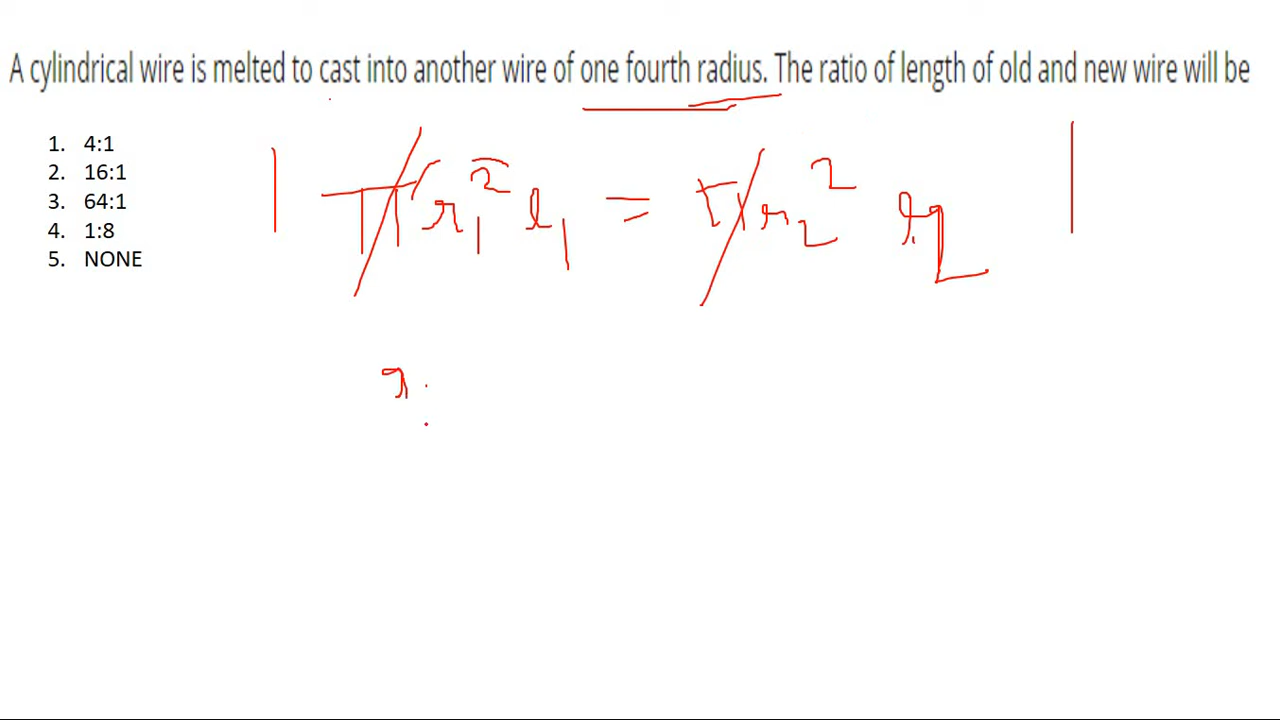 A cylindrical wire is melted to cast into another wire of one fourth radius. The ratio of length of old and new wire will be
1. 4:1
2. 16:1
3. 64:1
4. 1:8
5. NONE
πr₁²l₁ = πr₂²l₂
r: